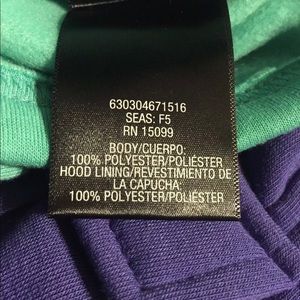 630304671516
SEAS: F5
RN 15099
BODY/CUERPO:
100% POLYESTER/POLIÉSTER
HOOD LINING/REVESTIMIENTO DE
LA CAPUCHA:
100% POLYESTER/POLIÉSTER